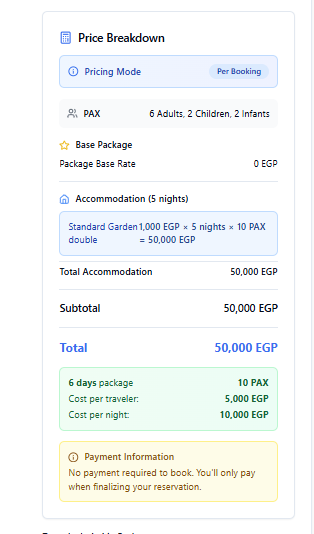 Price Breakdown
Pricing Mode Per Booking
PAX 6 Adults, 2 Children, 2 Infants
Base Package
Package Base Rate 0 EGP
Accommodation (5 nights)
Standard Garden 1,000 EGP × 5 nights × 10 PAX
double = 50,000 EGP
Total Accommodation 50,000 EGP
Subtotal 50,000 EGP
Total 50,000 EGP
6 days package 10 PAX
Cost per traveler: 5,000 EGP
Cost per night: 10,000 EGP
Payment Information
No payment required to book. You'll only pay
when finalizing your reservation.